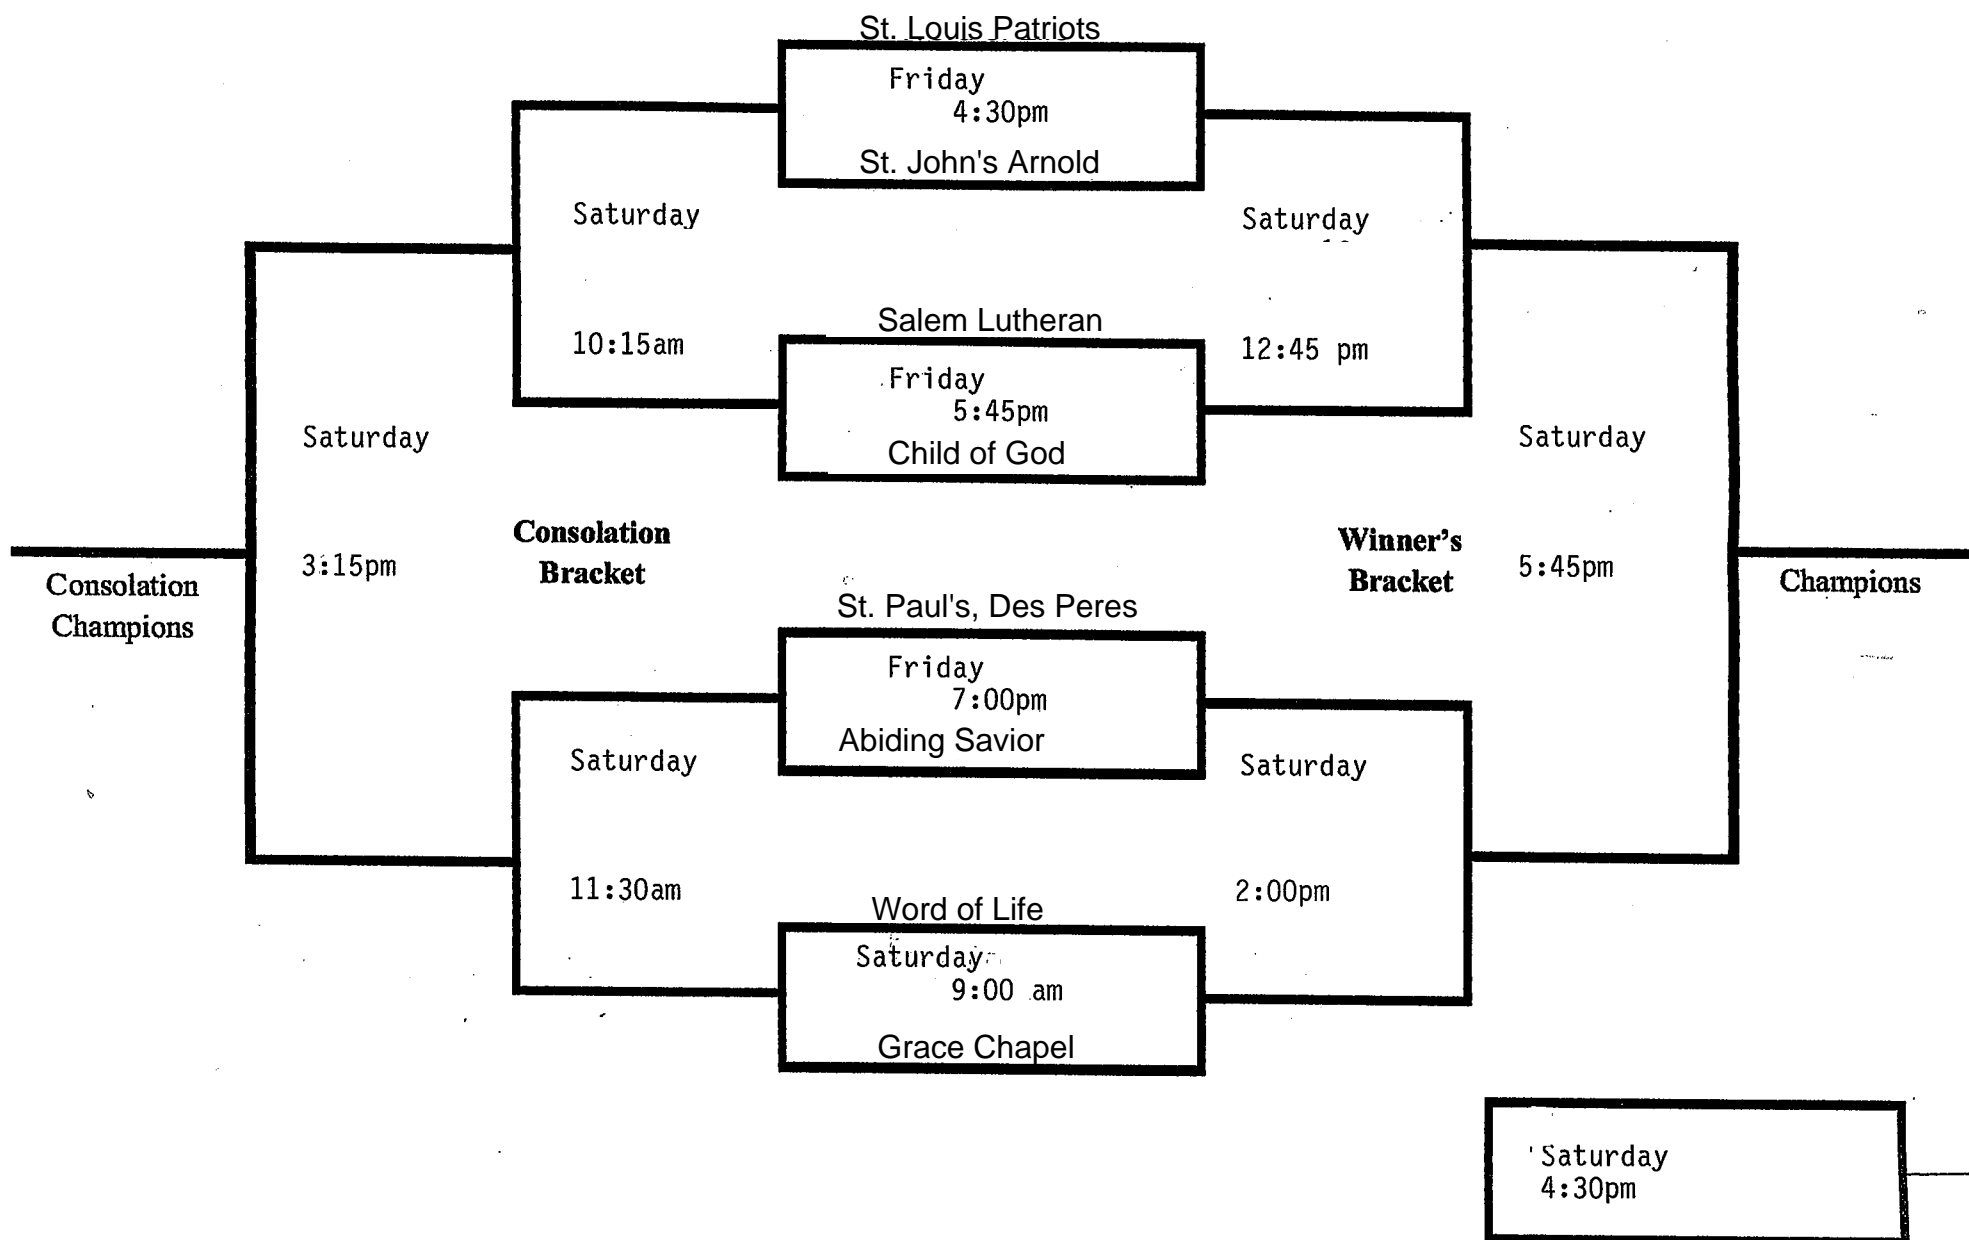 St. Louis Patriots
Friday
4:30pm
St. John's Arnold
Saturday
Saturday
Salem Lutheran
10:15am
12:45 pm
Friday
5:45pm
Child of God
Saturday
Saturday
Consolation
Bracket
Winner's
Bracket
3:15pm
5:45pm
Consolation
Champions
Champions
St. Paul's, Des Peres
Friday
7:00pm
Abiding Savior
Saturday
Saturday
11:30am
2:00pm
Word of Life
Saturday
9:00 am
Grace Chapel
Saturday
4:30pm